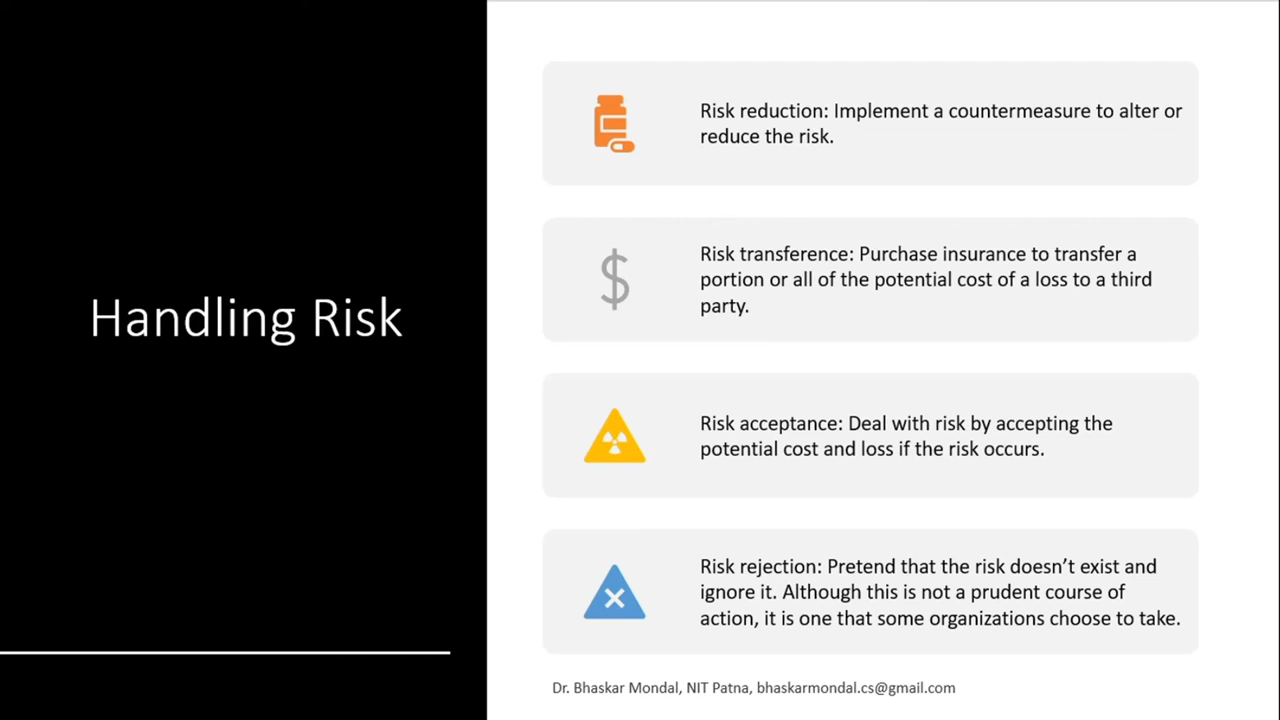 Handling Risk
Risk reduction: Implement a countermeasure to alter or
reduce the risk.
Risk transference: Purchase insurance to transfer a
portion or all of the potential cost of a loss to a third
party.
Risk acceptance: Deal with risk by accepting the
potential cost and loss if the risk occurs.
Risk rejection: Pretend that the risk doesn’t exist and
ignore it. Although this is not a prudent course of
action, it is one that some organizations choose to take.
Dr. Bhaskar Mondal, NIT Patna, bhaskarmondal.cs@gmail.com